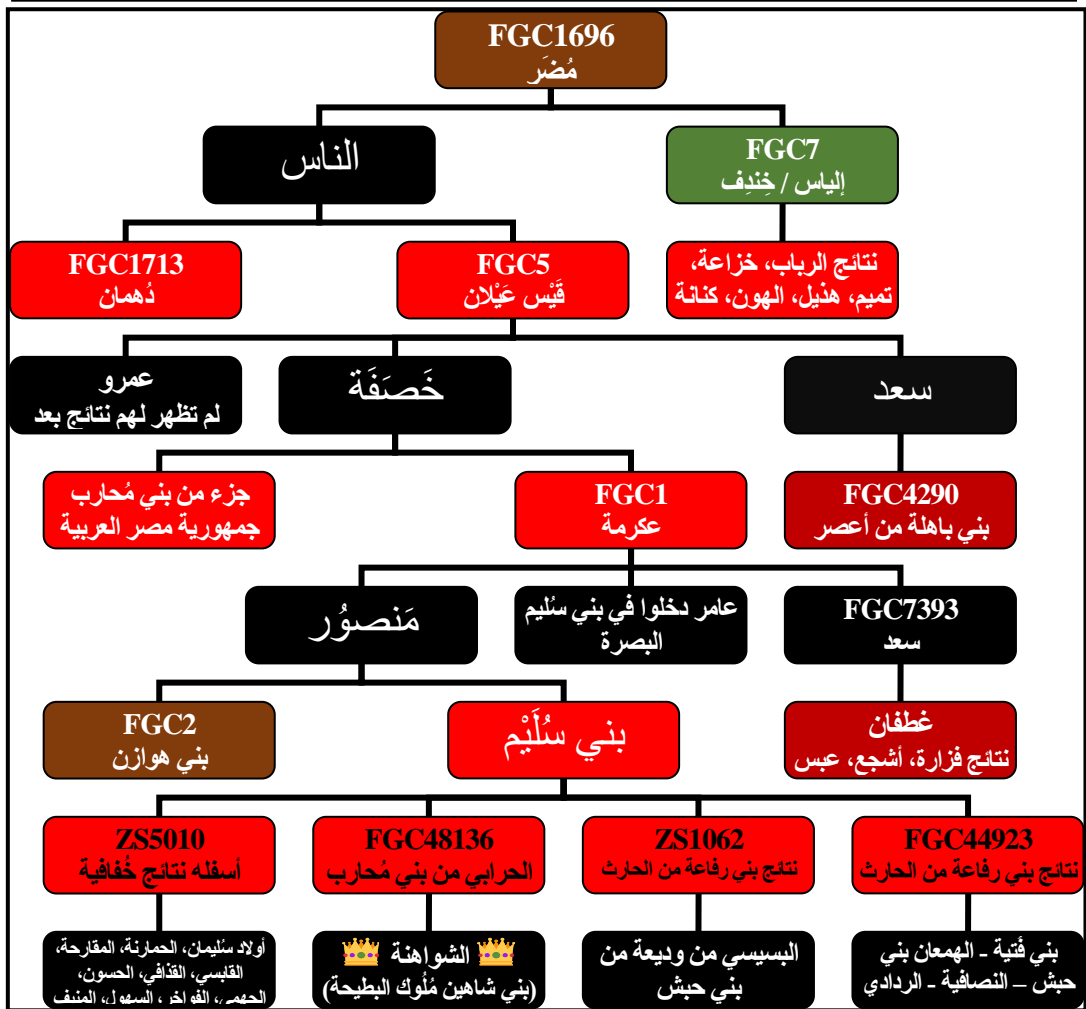 FGC1696
مُضَر
الناس
FGC7
إلياس / خِندِف
FGC1713
دُهمان
FGC5
قَيْس عَيْلان
نتائج الرباب، خزاعة،
تميم، هذيل، الهون، كنانة
عمرو
لم تظهر لهم نتائج بعد
خَصَفَة
سعد
جزء من بني مُحارب
جمهورية مصر العربية
FGC1
عكرمة
FGC4290
بني باهلة من أعصر
مَنصوُر
عامر دخلوا في بني سُليم
البصرة
FGC7393
سعد
FGC2
بني هوازن
بني سُلَيْم
غطفان
نتائج فزارة، أشجع، عبس
ZS5010
أسفله نتائج خُفافية
FGC48136
الحرابي من بني مُحارب
ZS1062
نتائج بني رفاعة من الحارث
FGC44923
نتائج بني رفاعة من الحارث
أولاد سُليمان، الحمارنة، المقارحة،
القابسي، القذافي، الحسون،
الجهمي، الفواخر، السهول، المنيف
الشواهنة
(بني شاهين مُلُوك البطيحة)
البسيسي من وديعة من
بني حبش
بني فُتية - الهمعان بني
حبش – النصافية - الردادي